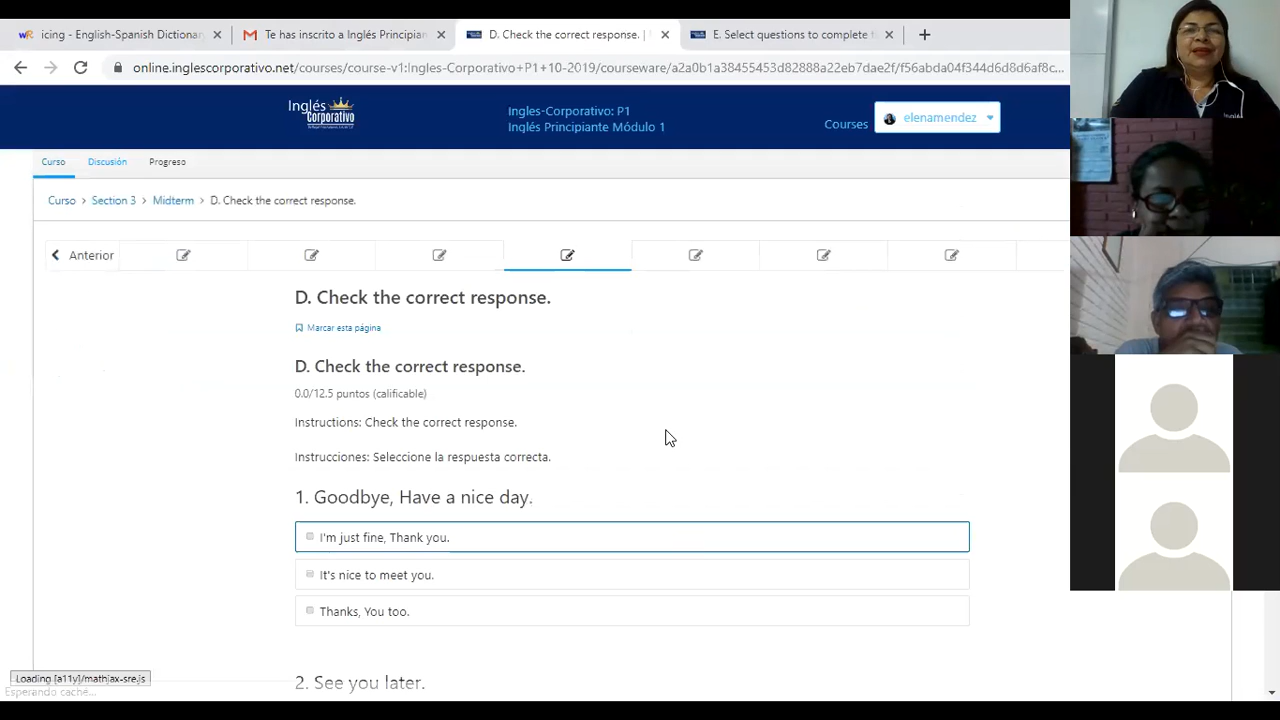 icing - English-Spanish Dictionary
Te has inscrito a Inglés Principian
D. Check the correct response. |
E. Select questions to complete t
online.inglescorporativo.net/courses/course-v1:Ingles-Corporativo+P1+10-2019/courseware/a2a0b1a38455453d82888a22eb7dae2f/f56abda04f344d6d8d6af8c...
Inglés
Corporativo
Ingles-Corporativo: P1
Inglés Principiante Módulo 1
Courses
elenamendez
Curso
Discusión
Progreso
Curso > Section 3 > Midterm > D. Check the correct response.
Anterior
D. Check the correct response.
Marcar esta página
D. Check the correct response.
0.0/12.5 puntos (calificable)
Instructions: Check the correct response.
Instrucciones: Seleccione la respuesta correcta.
1. Goodbye, Have a nice day.
I'm just fine, Thank you.
It's nice to meet you.
Thanks, You too.
2. See you later.
Loading [a11y]/mathjax-sre.js
Esperando caché...